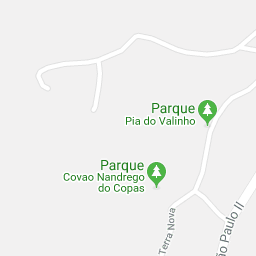 Parque
Pia do Valinho
Parque
Covao Nandrego
do Copas
Terra Nova
ão Paulo II